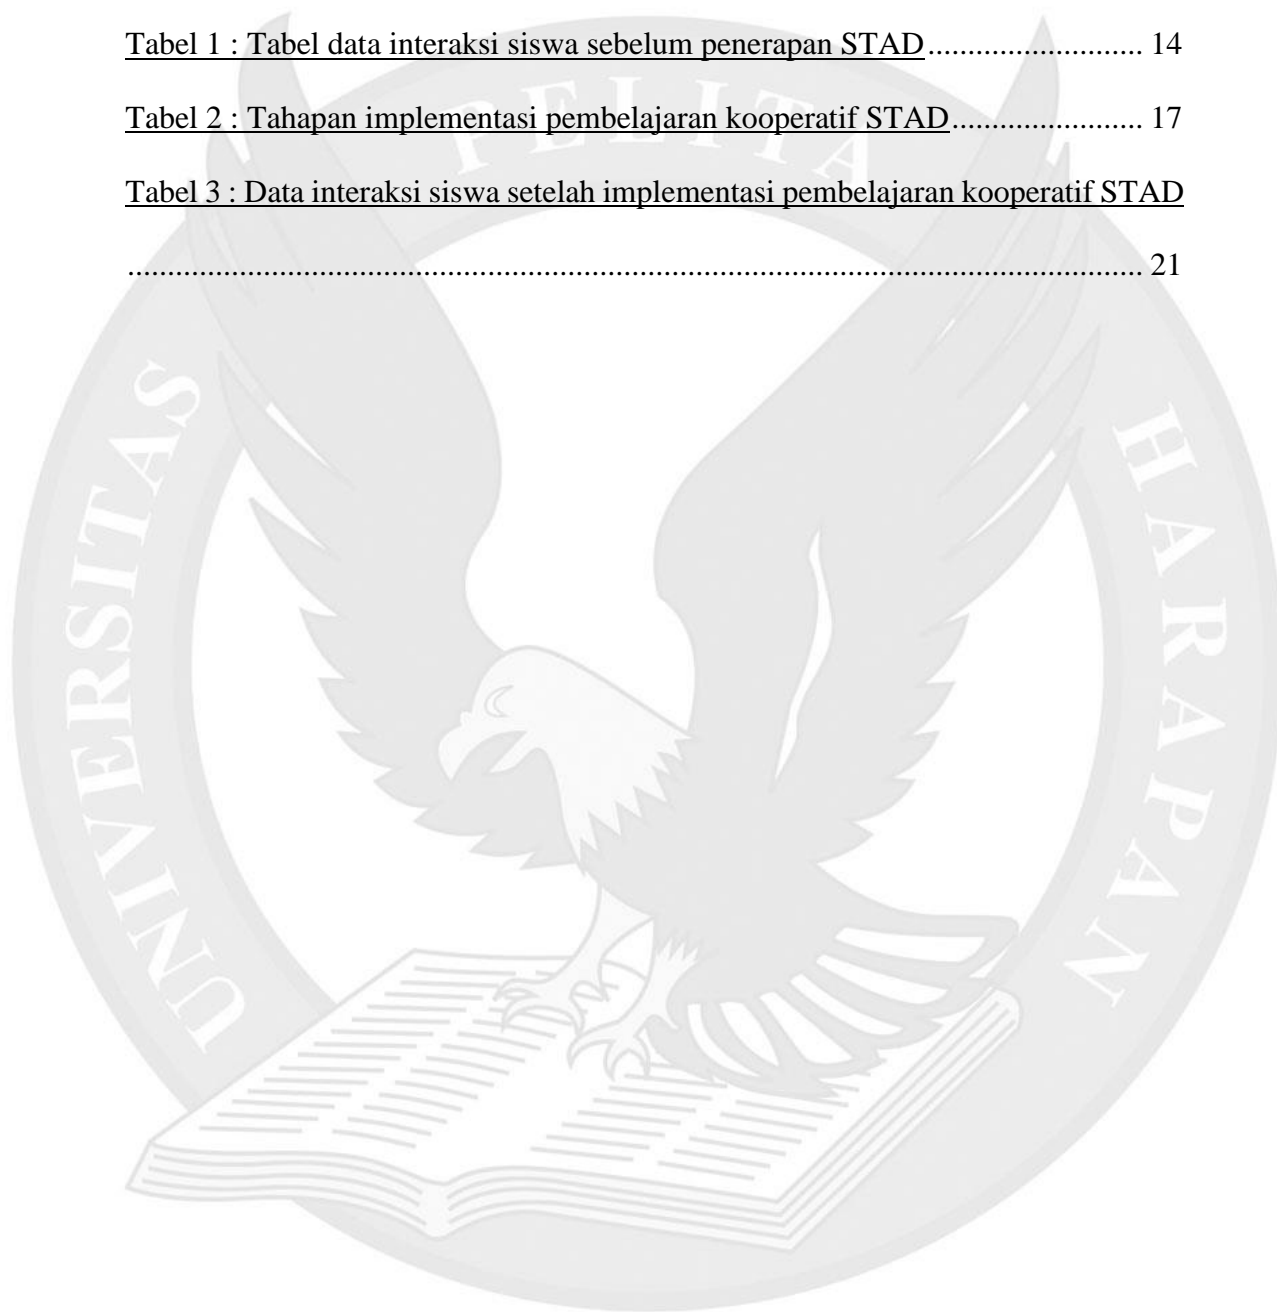 Tabel 1 : Tabel data interaksi siswa sebelum penerapan STAD........................... 14
Tabel 2 : Tahapan implementasi pembelajaran kooperatif STAD........................ 17
Tabel 3 : Data interaksi siswa setelah implementasi pembelajaran kooperatif STAD
................................................................................................................................ 21
UNIVERSITAS PELITA HARAPAN